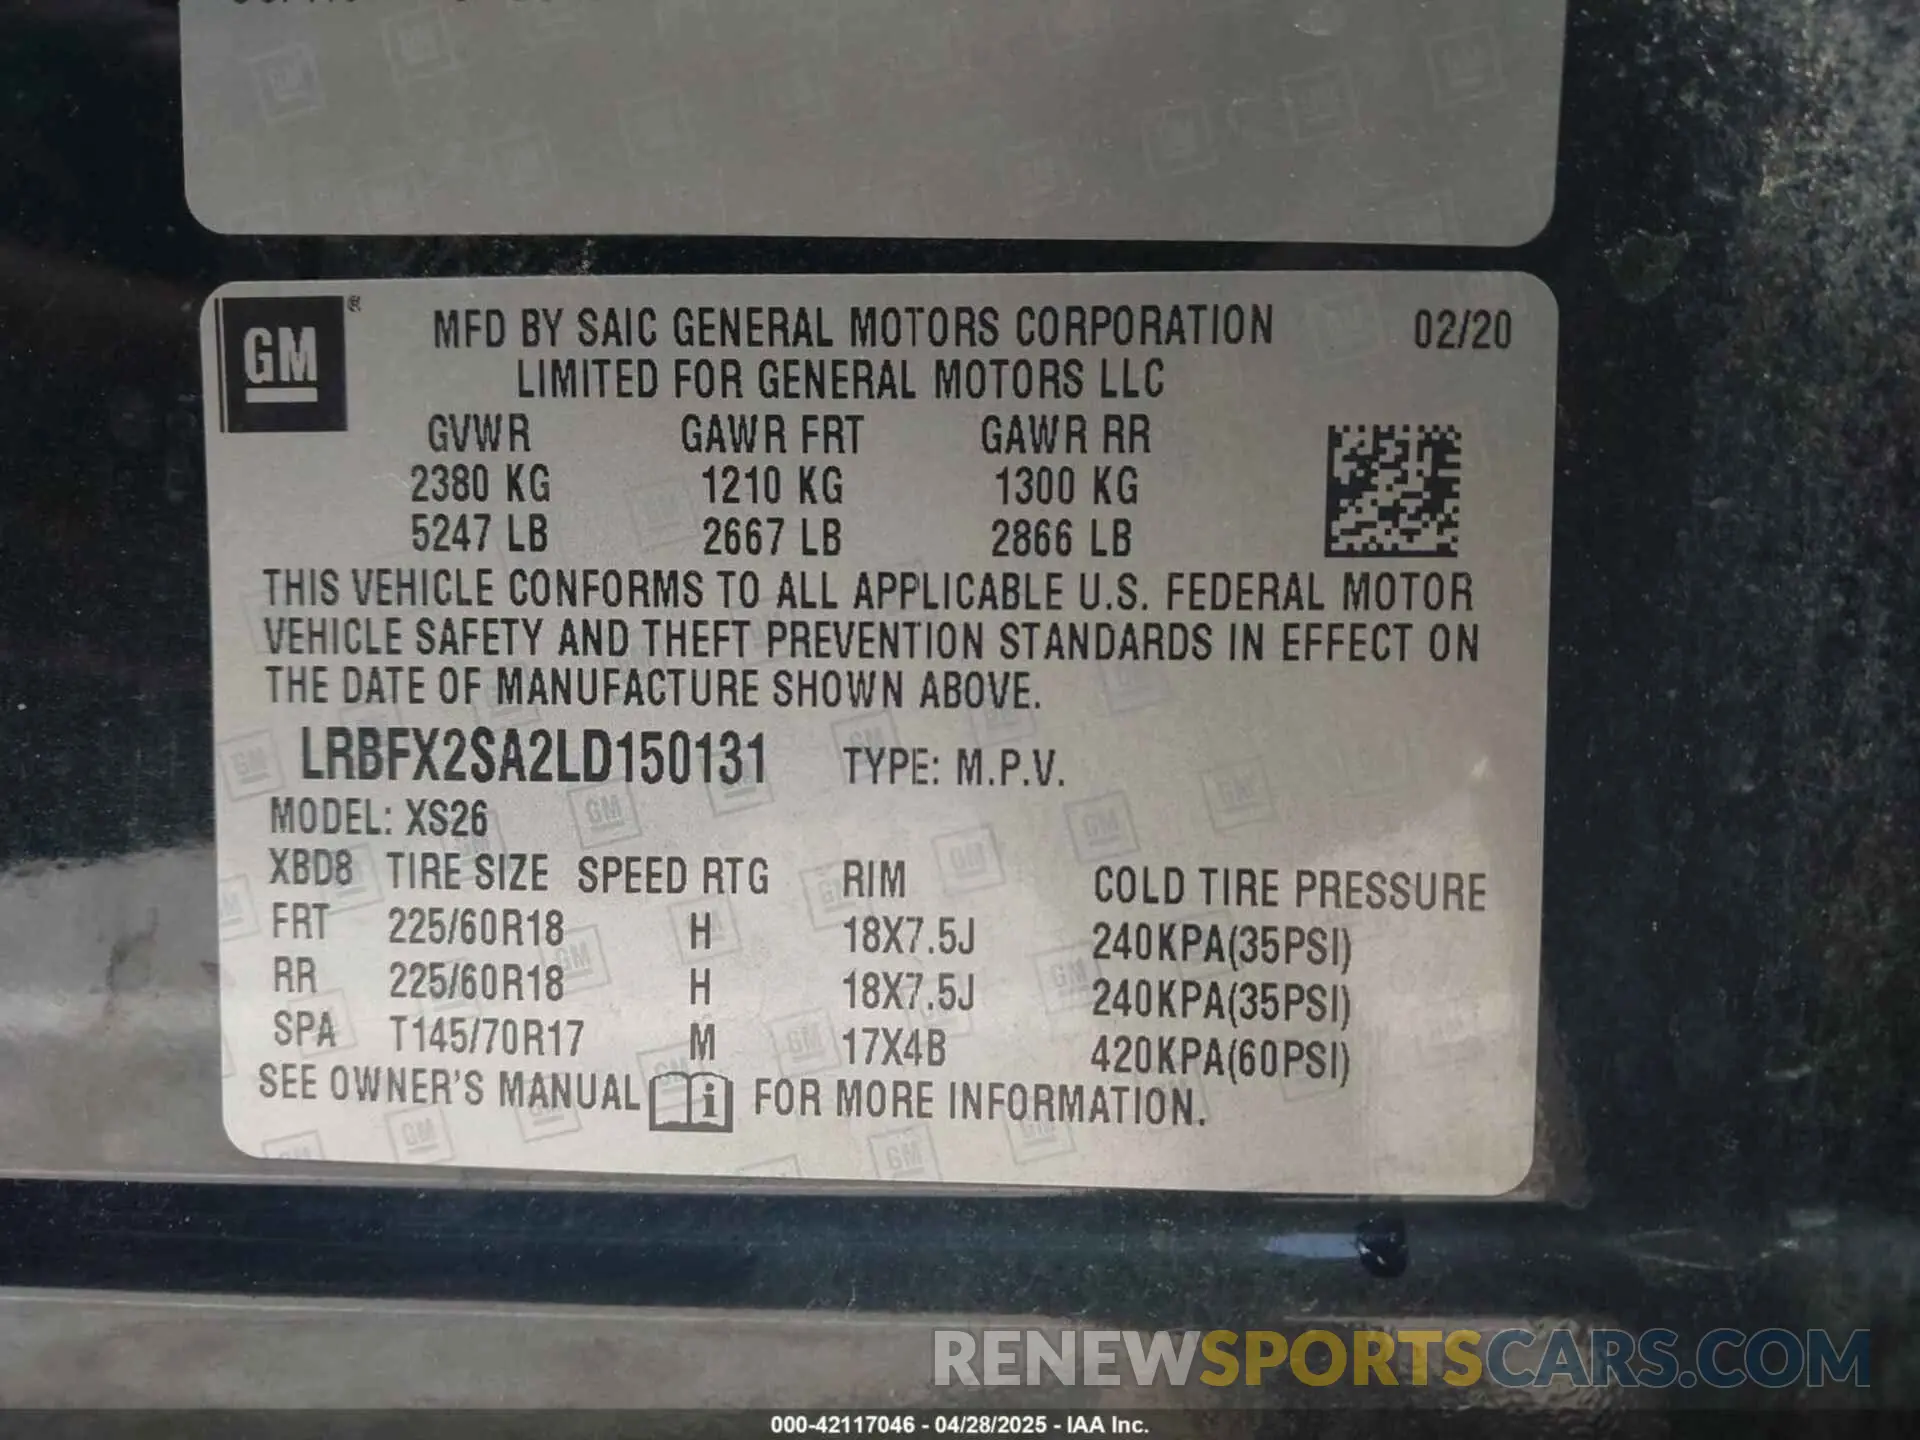 GM®
MFD BY SAIC GENERAL MOTORS CORPORATION 02/20
LIMITED FOR GENERAL MOTORS LLC
GVWR GAWR FRT GAWR RR
2380 KG 1210 KG 1300 KG
5247 LB 2667 LB 2866 LB
THIS VEHICLE CONFORMS TO ALL APPLICABLE U.S. FEDERAL MOTOR
VEHICLE SAFETY AND THEFT PREVENTION STANDARDS IN EFFECT ON
THE DATE OF MANUFACTURE SHOWN ABOVE.
LRBFX2SA2LD150131 TYPE: M.P.V.
MODEL: XS26
XBD8 TIRE SIZE SPEED RTG RIM COLD TIRE PRESSURE
FRT 225/60R18 H 18X7.5J 240KPA(35PSI)
RR 225/60R18 H 18X7.5J 240KPA(35PSI)
SPA T145/70R17 M 17X4B 420KPA(60PSI)
SEE OWNER'S MANUAL i FOR MORE INFORMATION.
RENEWSPORTSCARS.COM
000-42117046 - 04/28/2025 - IAA Inc.